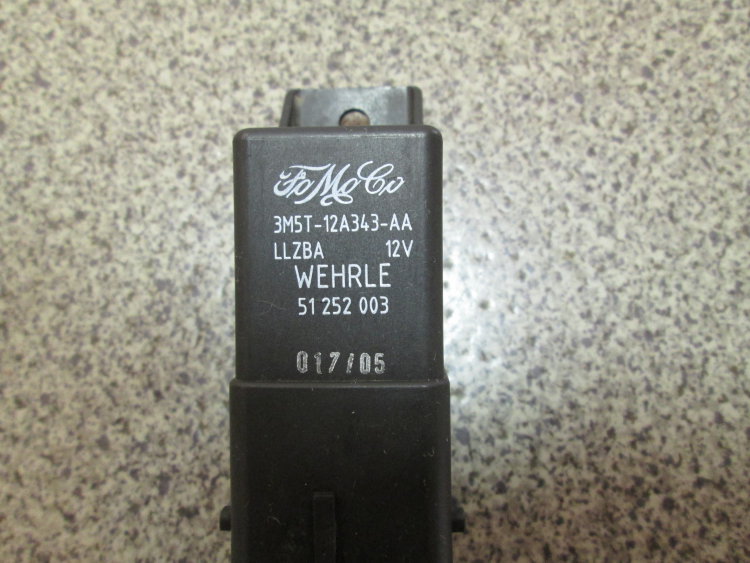 FoMoCo
3M5T-12A343-AA
LLZBA 12V
WEHRLE
51 252 003
017/05